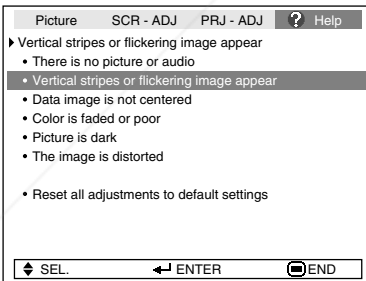 Picture SCR - ADJ PRJ - ADJ ? Help
Vertical stripes or flickering image appear
• There is no picture or audio
• Vertical stripes or flickering image appear
• Data image is not centered
• Color is faded or poor
• Picture is dark
• The image is distorted
• Reset all adjustments to default settings
SEL. ENTER END